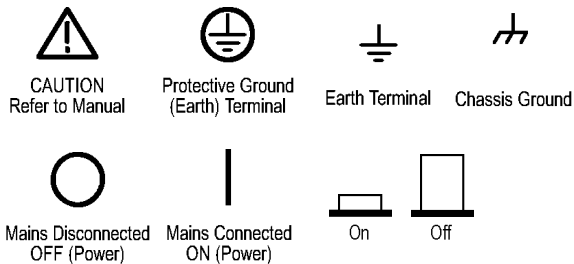 CAUTION
Refer to Manual
Protective Ground
(Earth) Terminal
Earth Terminal
Chassis Ground
Mains Disconnected
OFF (Power)
Mains Connected
ON (Power)
On
Off